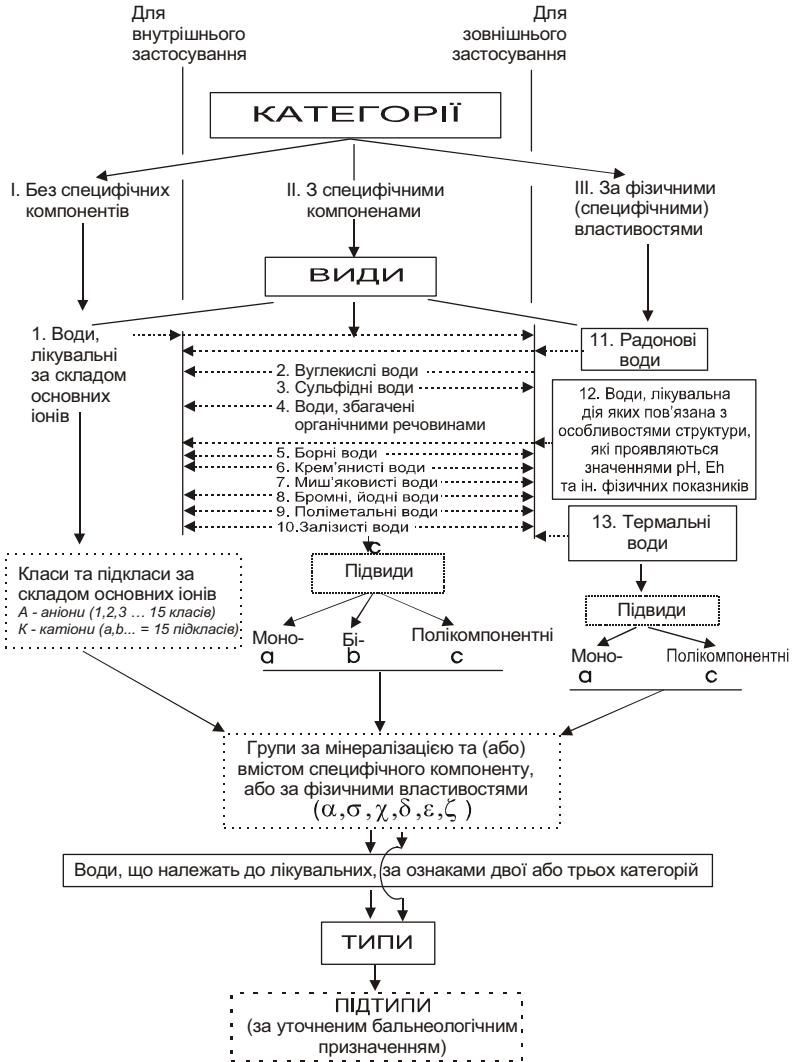 Для
внутрішнього
застосування
Для
зовнішнього
застосування
КАТЕГОРІЇ
І. Без специфічних
компонентів
ІІ. З специфічними
компоненами
ІІІ. За фізичними
(специфічними)
властивостями
ВИДИ
1. Води,
лікувальні
за складом
основних
іонів
11. Радонові
води
2. Вуглекислі води
3. Сульфідні води
4. Води, збагачені
органічними речовинами
5. Борні води
6. Крем'янисті води
7. Миш'яковисті води
8. Бромні, йодні води
9. Поліметальні води
10.Залізисті води
12. Води, лікувальна
дія яких пов'язана з
особливостями структури,
які проявляються
значеннями рН, Eh
та ін. фізичних показників
13. Термальні
води
с
Класи та підкласи за
складом основних іонів
А - аніони (1,2,3 ... 15 класів)
К - катіони (a,b... = 15 підкласів)
Підвиди
Моно-
a
Бі-
b
Полікомпонентні
c
Підвиди
Моно-
a
Полікомпонентні
c
Групи за мінералізацією та (або)
вмістом специфічного компоненту,
або за фізичними властивостями
(α,σ,χ,δ,ε,ζ )
Води, що належать до лікувальних, за ознаками двої або трьох категорій
ТИПИ
ПІДТИПИ
(за уточненим бальнеологічним
призначенням)